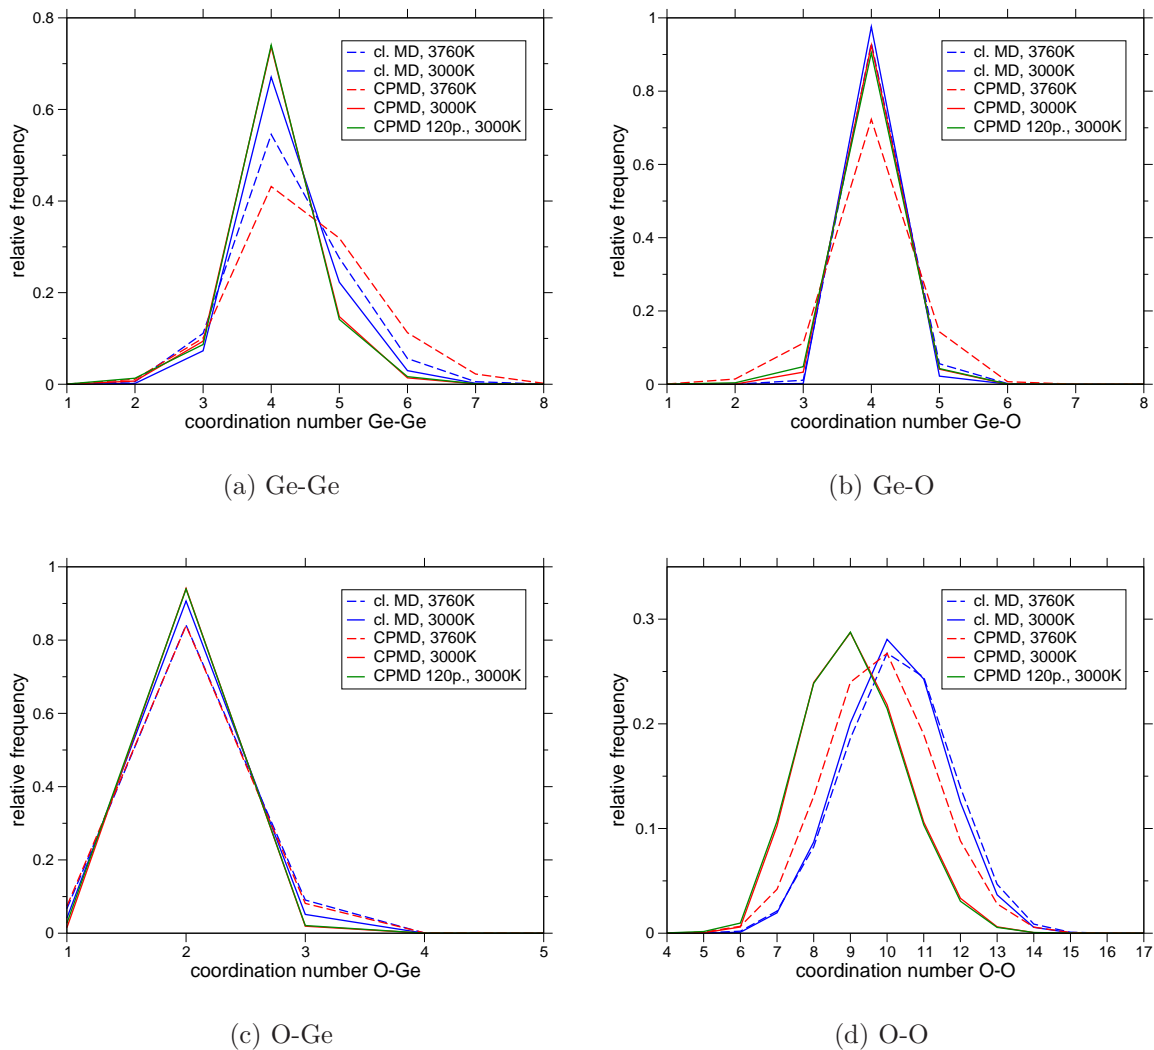 0.8
0.6
0.4
0.2
0
relative frequency
cl. MD, 3760K
cl. MD, 3000K
CPMD, 3760K
CPMD, 3000K
CPMD 120p., 3000K
1 2 3 4 5 6 7 8
coordination number Ge-Ge
(a) Ge-Ge
1
0.8
0.6
0.4
0.2
0
relative frequency
cl. MD, 3760K
cl. MD, 3000K
CPMD, 3760K
CPMD, 3000K
CPMD 120p., 3000K
1 2 3 4 5 6 7 8
coordination number Ge-O
(b) Ge-O
1
0.8
0.6
0.4
0.2
0
relative frequency
cl. MD, 3760K
cl. MD, 3000K
CPMD, 3760K
CPMD, 3000K
CPMD 120p., 3000K
1 2 3 4 5
coordination number O-Ge
(c) O-Ge
0.3
0.2
0.1
0
relative frequency
cl. MD, 3760K
cl. MD, 3000K
CPMD, 3760K
CPMD, 3000K
CPMD 120p., 3000K
4 5 6 7 8 9 10 11 12 13 14 15 16 17
coordination number O-O
(d) O-O